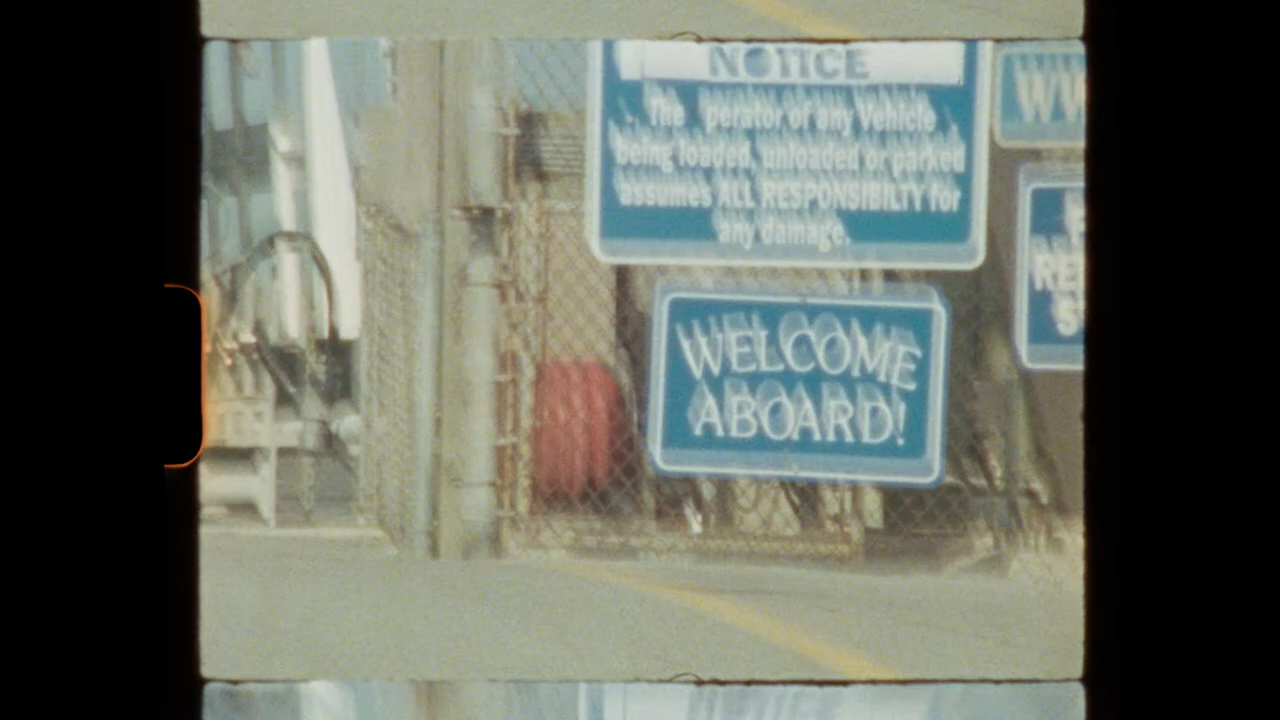 NOTICE
The perator of any Vehicle
being loaded, unloaded or parked
assumes ALL RESPONSIBILTY for
any damage.
WELCOME
ABOARD!